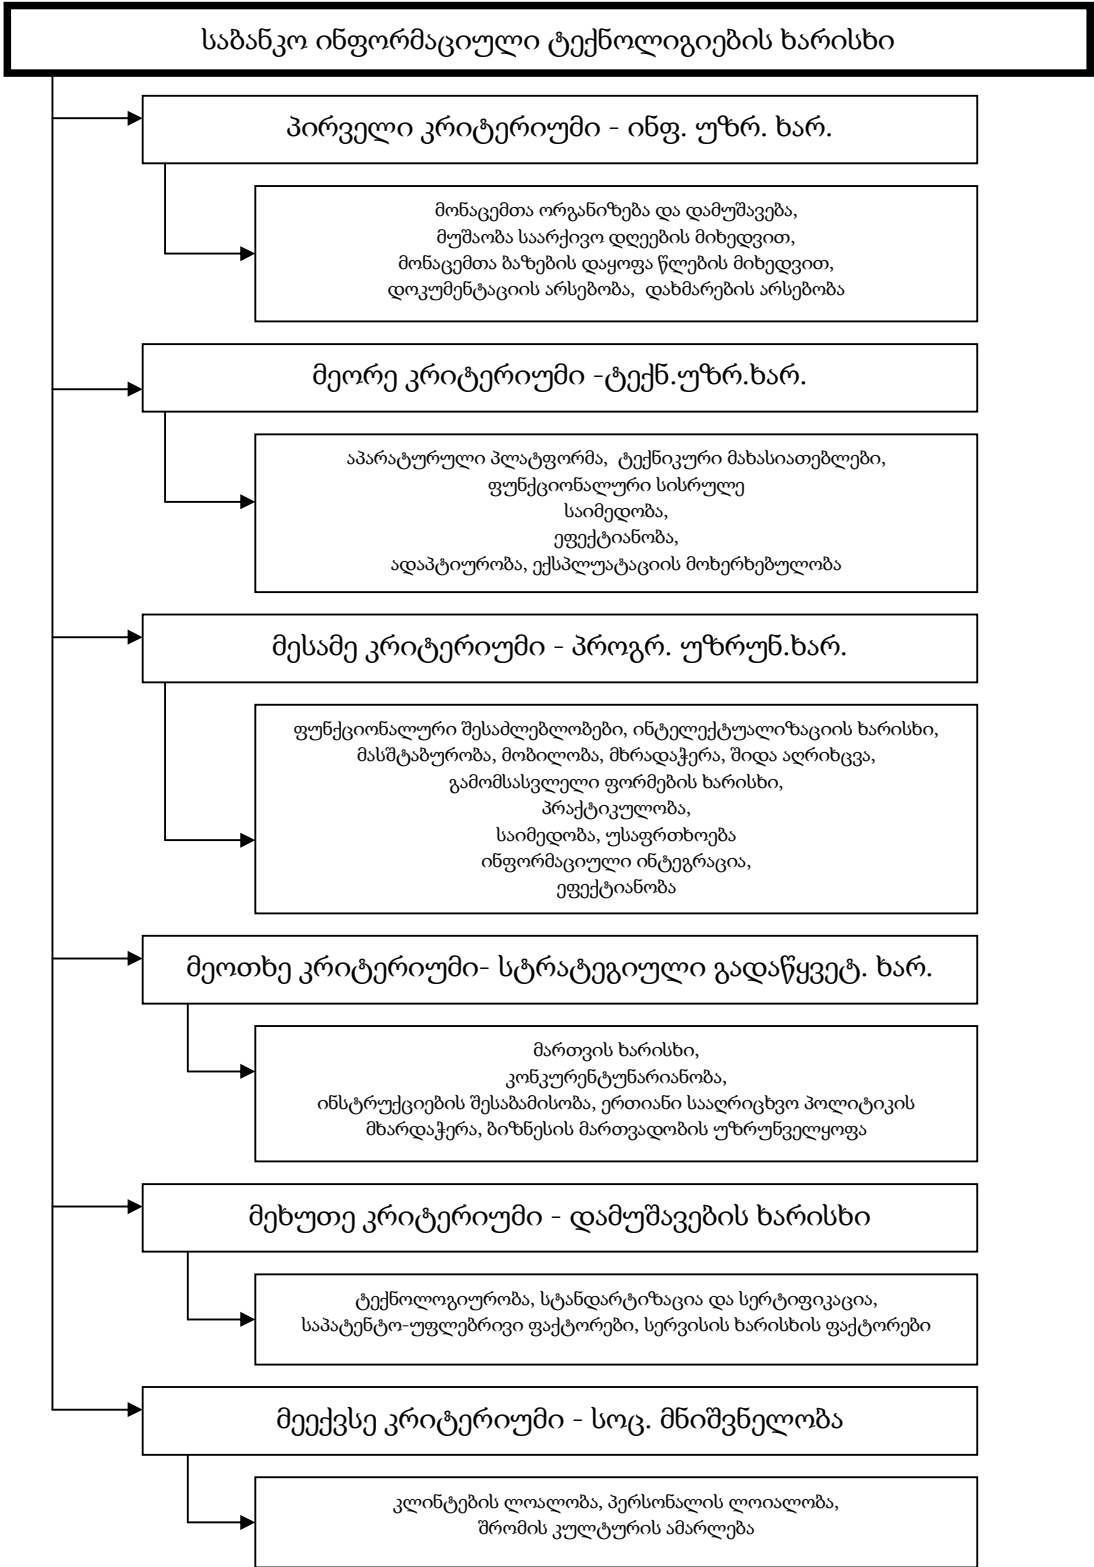 საბანკო ინფორმაციული ტექნოლიგიების ხარისხი
პირველი კრიტერიუმი - ინფ. უზრ. ხარ.
მონაცემთა ორგანიზება და დამუშავება,
მუშაობა საარქივო დღეების მიხედვით,
მონაცემთა ბაზების დაყოფა წლების მიხედვით,
დოკუმენტაციის არსებობა, დახმარების არსებობა
მეორე კრიტერიუმი -ტექნ.უზრ.ხარ.
აპარატურული პლატფორმა, ტექნიკური მახასიათებლები,
ფუნქციონალური სისრულე
საიმედობა,
ეფექტიანობა,
ადაპტიურობა, ექსპლუატაციის მოხერხებულობა
მესამე კრიტერიუმი - პროგრ. უზრუნ.ხარ.
ფუნქციონალური შესაძლებლობები, ინტელექტუალიზაციის ხარისხი,
მასშტაბურობა, მობილობა, მხრადაჭერა, შიდა აღრიხცვა,
გამომსასვლელი ფორმების ხარისხი,
პრაქტიკულობა,
საიმედობა, უსაფრთხოება
ინფორმაციული ინტეგრაცია,
ეფექტიანობა
მეოთხე კრიტერიუმი- სტრატეგიული გადაწყვეტ. ხარ.
მართვის ხარისხი,
კონკურენტუნარიანობა,
ინსტრუქციების შესაბამისობა, ერთიანი სააღრიცხვო პოლიტიკის
მხარდაჭერა, ბიზნესის მართვადობის უზრუნველყოფა
მეხუთე კრიტერიუმი - დამუშავების ხარისხი
ტექნოლოგიურობა, სტანდარტიზაცია და სერტიფიკაცია,
საპატენტო-უფლებრივი ფაქტორები, სერვისის ხარისხის ფაქტორები
მეექვსე კრიტერიუმი - სოც. მნიშვნელობა
კლინტების ლოალობა, პერსონალის ლოიალობა,
შრომის კულტურის ამარლება